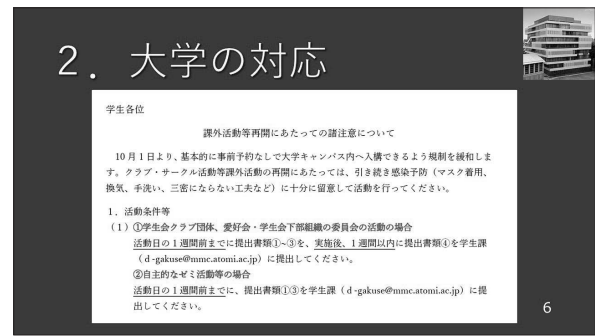 2．大学の対応
学生各位
課外活動等再開にあたっての諸注意について
10月1日より、基本的に事前予約なしで大学キャンパス内へ入構できるよう規制を緩和しま
す。クラブ・サークル活動等課外活動の再開にあたっては、引き続き感染予防（マスク着用、
換気、手洗い、三密にならない工夫など）に十分に留意して活動を行ってください。
1．活動条件等
（1）①学生会クラブ団体、愛好会・学生会下部組織の委員会の活動の場合
活動日の1週間前までに提出書類①~③を、実施後、1週間以内に提出書類④を学生課
（d-gakuse@mmc.atomi.ac.jp）に提出してください。
②自主的なゼミ活動等の場合
活動日の1週間前までに、提出書類①③を学生課（d-gakuse@mmc.atomi.ac.jp）に提
出してください。
6